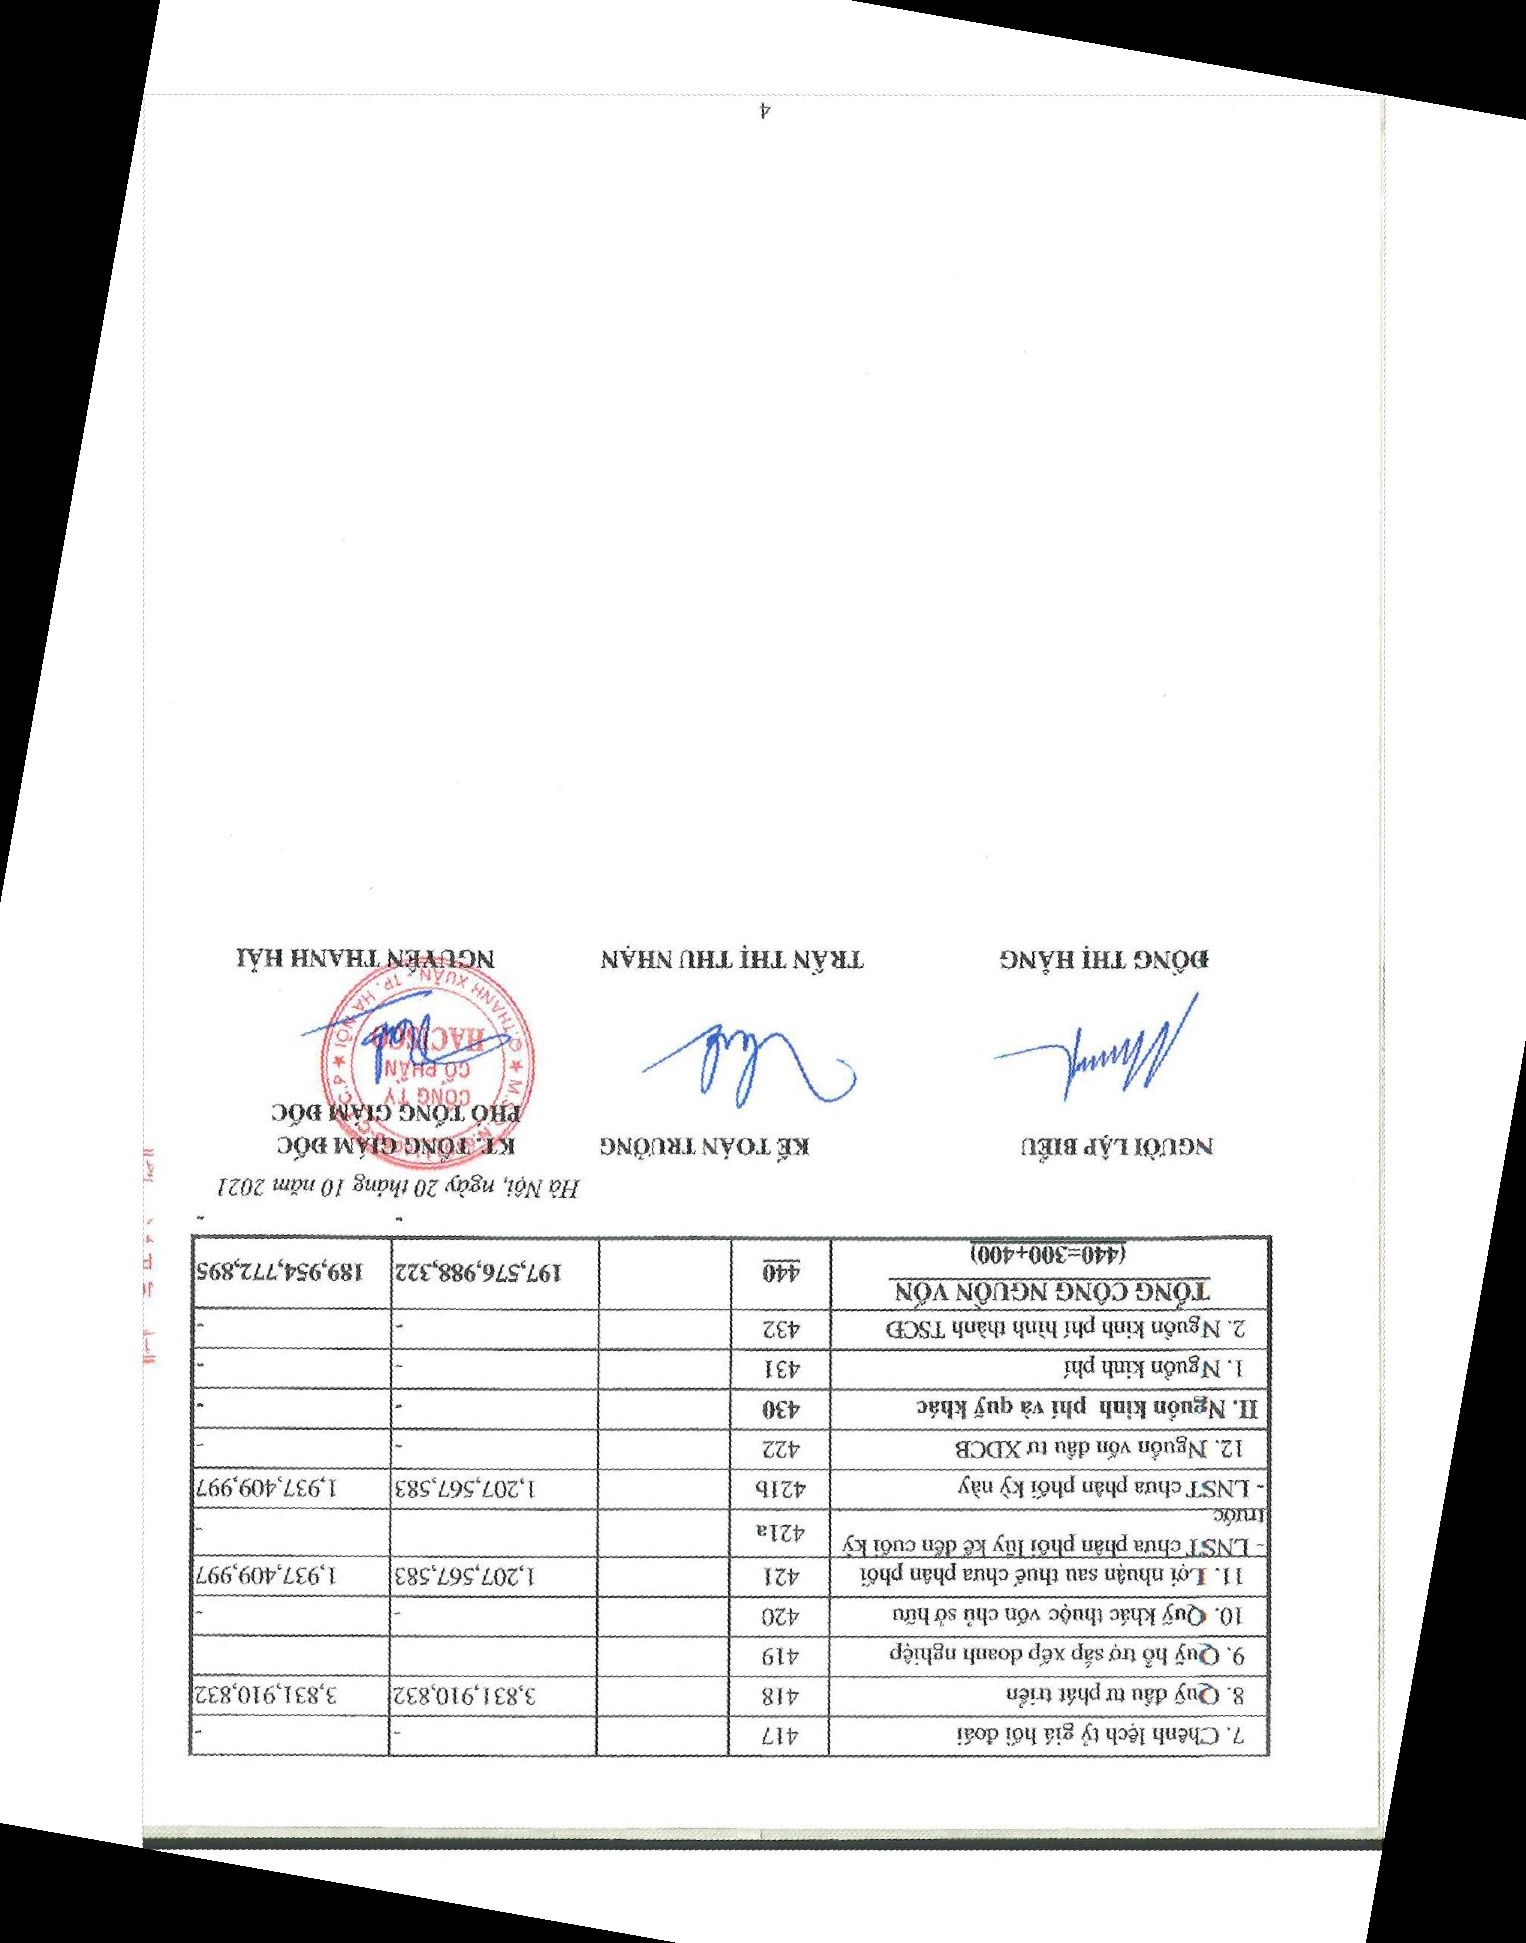 7. Chênh lệch tỷ giá hối đoái 417 - -
8. Quỹ đầu tư phát triển 418 3,831,910,832 3,831,910,832
9. Quỹ hỗ trợ sắp xếp doanh nghiệp 419
10. Quỹ khác thuộc vốn chủ sở hữu 420 - -
11. Lợi nhuận sau thuế chưa phân phối 421 1,207,567,583 1,937,409,997
- LNST chưa phân phối lũy kế đến cuối kỳ
trước 421a -
- LNST chưa phân phối kỳ này 421b 1,207,567,583 1,937,409,997
12. Nguồn vốn đầu tư XDCB 422 - -
II. Nguồn kinh phí và quỹ khác 430 - -
1. Nguồn kinh phí 431 - -
2. Nguồn kinh phí hình thành TSCĐ 432 - -
TỔNG CỘNG NGUỒN VỐN
(440=300+400) 440 197,576,988,322 189,954,772,895
- -
Hà Nội, ngày 20 tháng 10 năm 2021
NGƯỜI LẬP BIỂU KẾ TOÁN TRƯỞNG KT. TỔNG GIÁM ĐỐC
PHÓ TỔNG GIÁM ĐỐC
CÔNG TY
CỔ PHẦN
HACISCO
Q. THANH XUÂN - TP. HÀ NỘI
ĐỒNG THỊ HẰNG TRẦN THỊ THU NHẠN NGUYỄN THANH HẢI
4